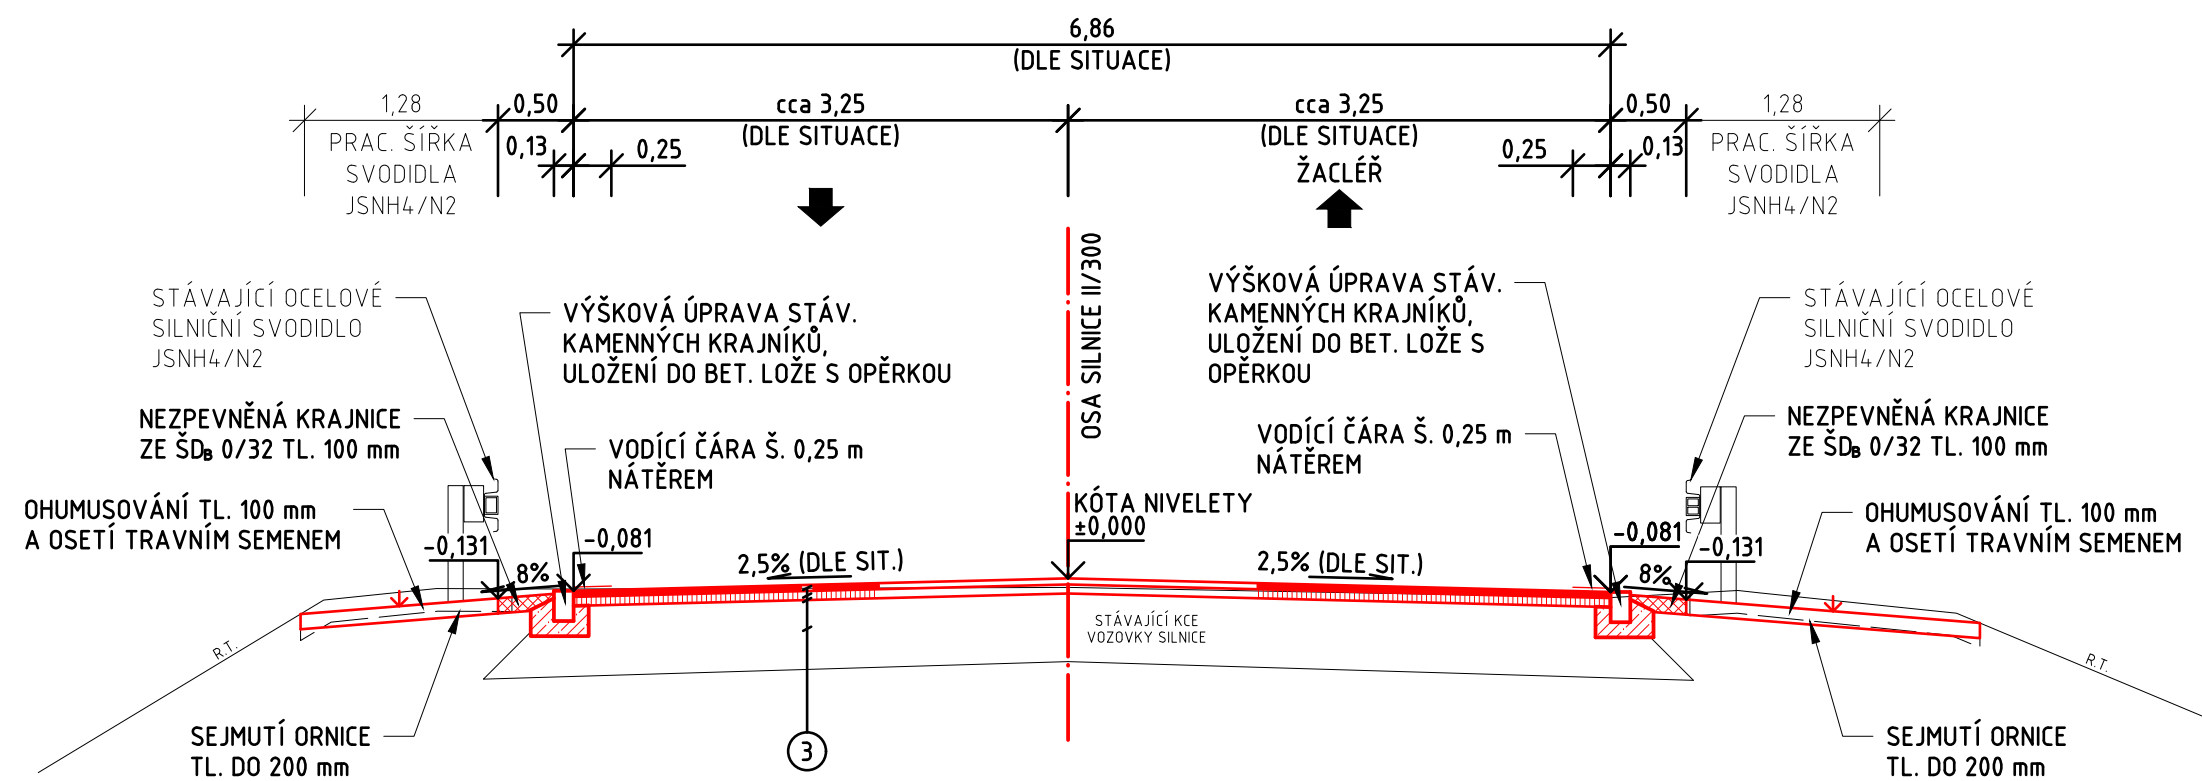 6,86
(DLE SITUACE)
1,28
0,50
cca 3,25
cca 3,25
0,50
1,28
PRAC. ŠÍŘKA
SVODIDLA
JSNH4/N2
0,13
0,25
(DLE SITUACE)
(DLE SITUACE)
ŽACLÉŘ
0,25
0,13
PRAC. ŠÍŘKA
SVODIDLA
JSNH4/N2
OSA SILNICE II/300
STÁVAJÍCÍ OCELOVÉ
SILNIČNÍ SVODIDLO
JSNH4/N2
VÝŠKOVÁ ÚPRAVA STÁV.
KAMENNÝCH KRAJNÍKŮ,
ULOŽENÍ DO BET. LOŽE S OPĚRKOU
VÝŠKOVÁ ÚPRAVA STÁV.
KAMENNÝCH KRAJNÍKŮ,
ULOŽENÍ DO BET. LOŽE S
OPĚRKOU
STÁVAJÍCÍ OCELOVÉ
SILNIČNÍ SVODIDLO
JSNH4/N2
NEZPEVNĚNÁ KRAJNICE
ZE ŠDB 0/32 TL. 100 mm
VODÍCÍ ČÁRA Š. 0,25 m
NÁTĚREM
VODÍCÍ ČÁRA Š. 0,25 m
NÁTĚREM
NEZPEVNĚNÁ KRAJNICE
ZE ŠDB 0/32 TL. 100 mm
OHUMUSOVÁNÍ TL. 100 mm
A OSETÍ TRAVNÍM SEMENEM
KÓTA NIVELETY
±0,000
OHUMUSOVÁNÍ TL. 100 mm
A OSETÍ TRAVNÍM SEMENEM
-0,131
-0,081
-0,081
-0,131
8%
2,5% (DLE SIT.)
2,5% (DLE SIT.)
8%
STÁVAJÍCÍ KCE
VOZOVKY SILNICE
R.T.
R.T.
SEJMUTÍ ORNICE
TL. DO 200 mm
3
SEJMUTÍ ORNICE
TL. DO 200 mm